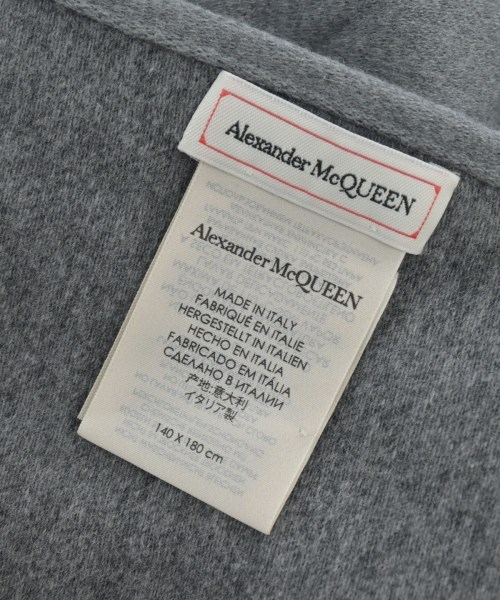 Alexander McQUEEN
Alexander McQUEEN
MADE IN ITALY
FABRIQUÉ EN ITALIE
HERGESTELLT IN ITALIEN
HECHO EN ITALIA
FABRICADO EM ITÁLIA
СДЕЛАНО В ИТАЛИИ
产地:意大利
イタリア製
140 X 180 cm